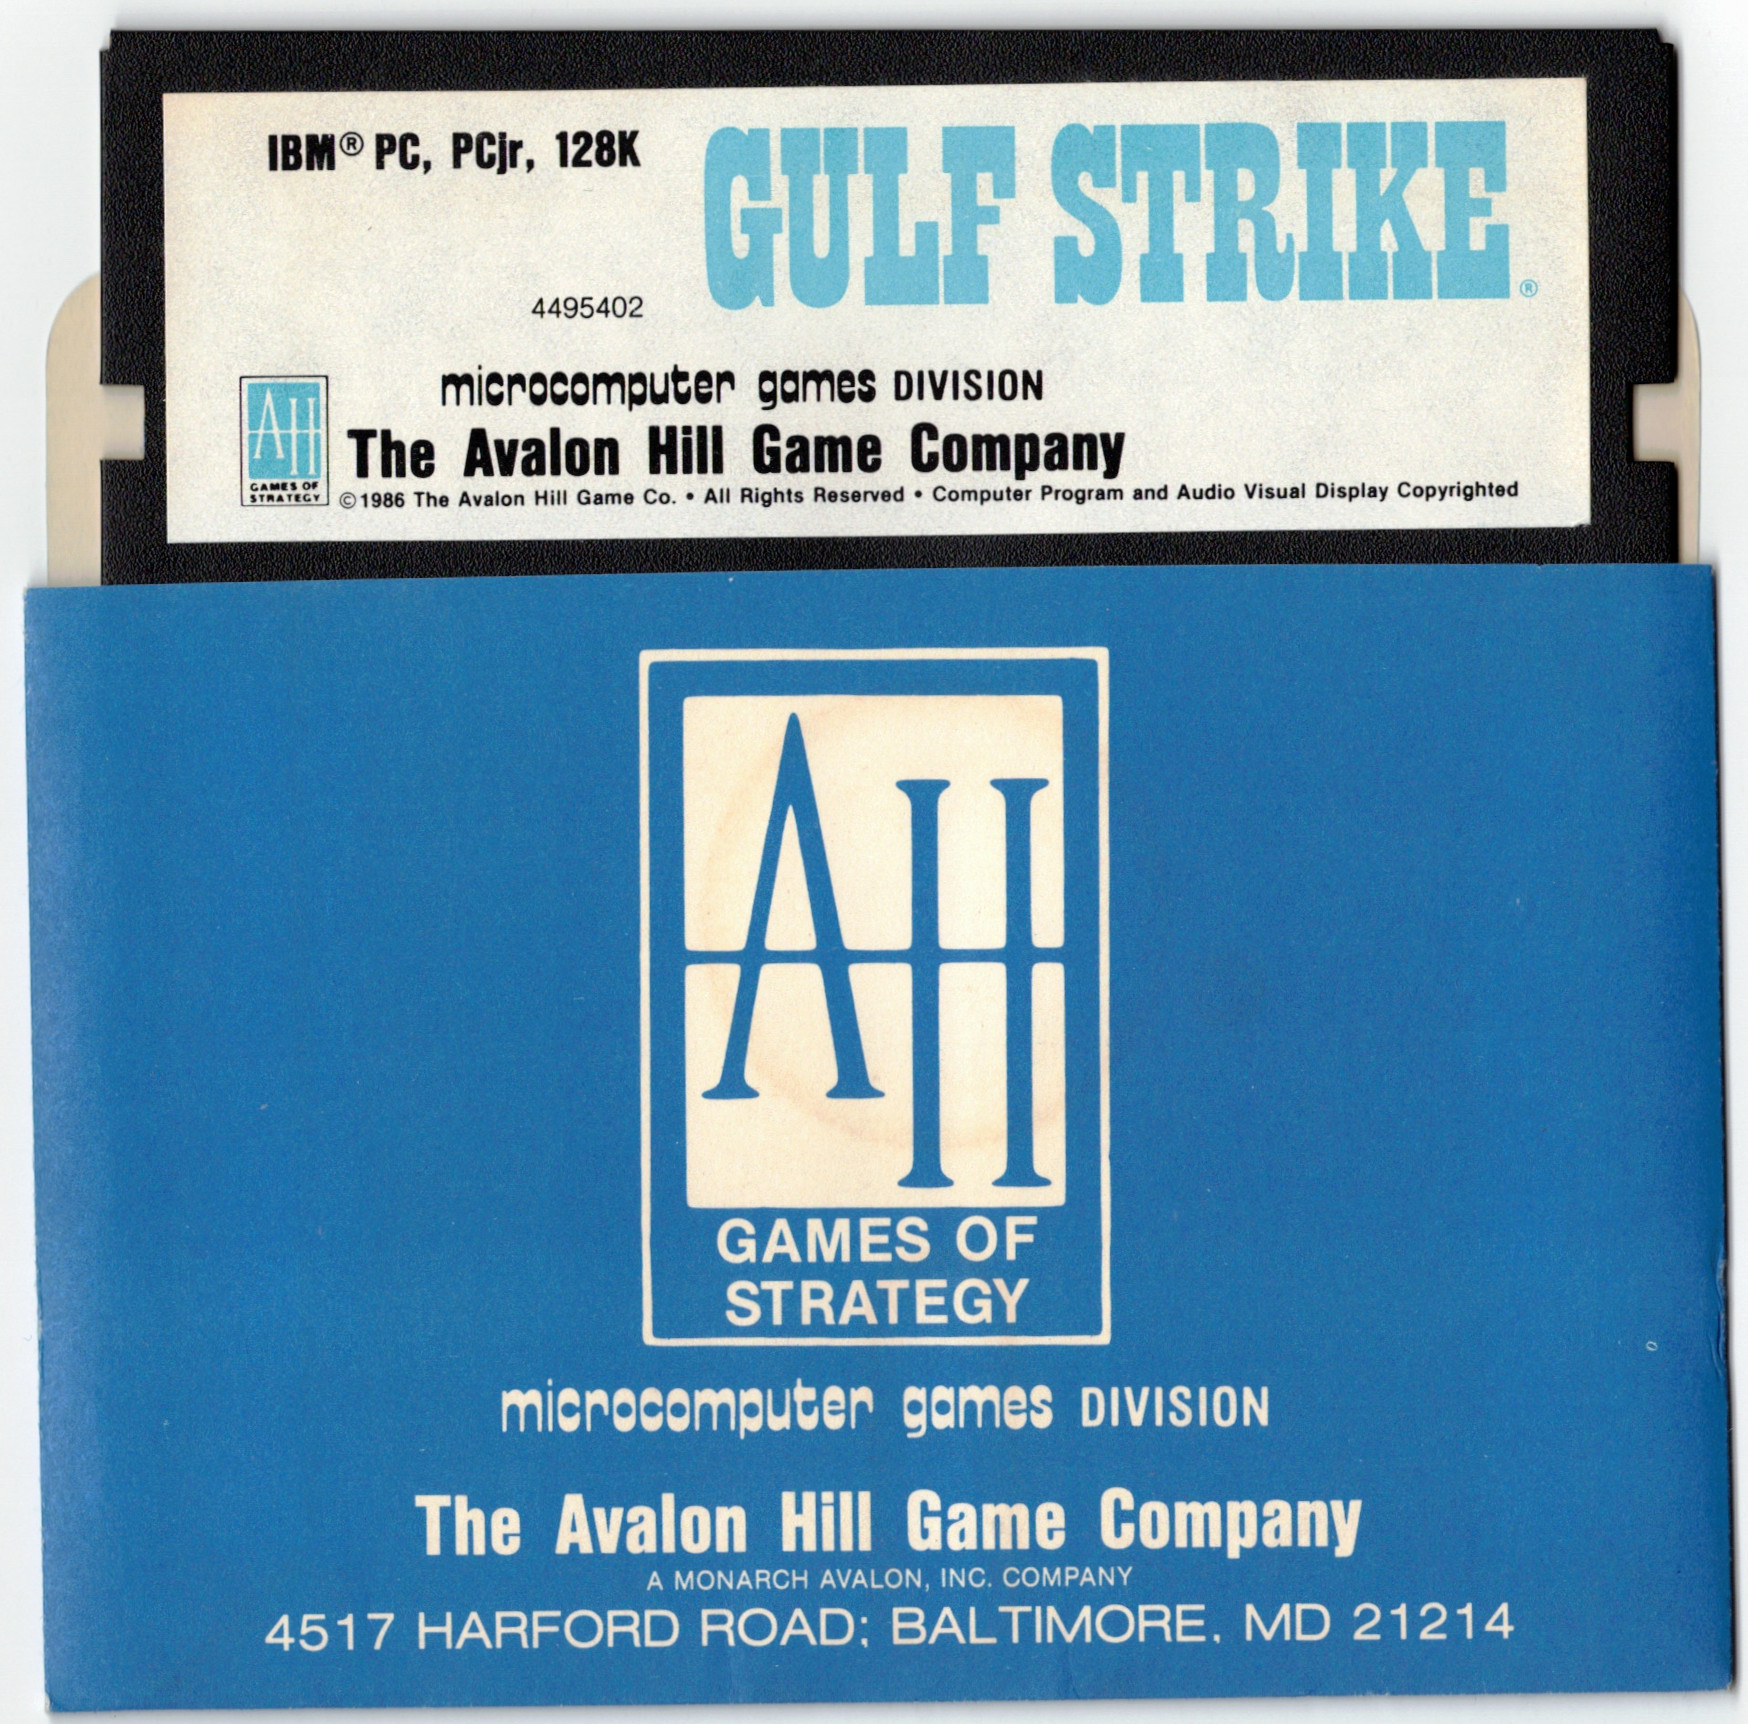 IBM® PC, PCjr, 128K
GULF STRIKE®
4495402
microcomputer games DIVISION
AH
The Avalon Hill Game Company
GAMES OF
STRATEGY
©1986 The Avalon Hill Game Co. • All Rights Reserved • Computer Program and Audio Visual Display Copyrighted
AH
GAMES OF
STRATEGY
microcomputer games DIVISION
The Avalon Hill Game Company
A MONARCH AVALON, INC. COMPANY
4517 HARFORD ROAD; BALTIMORE, MD 21214